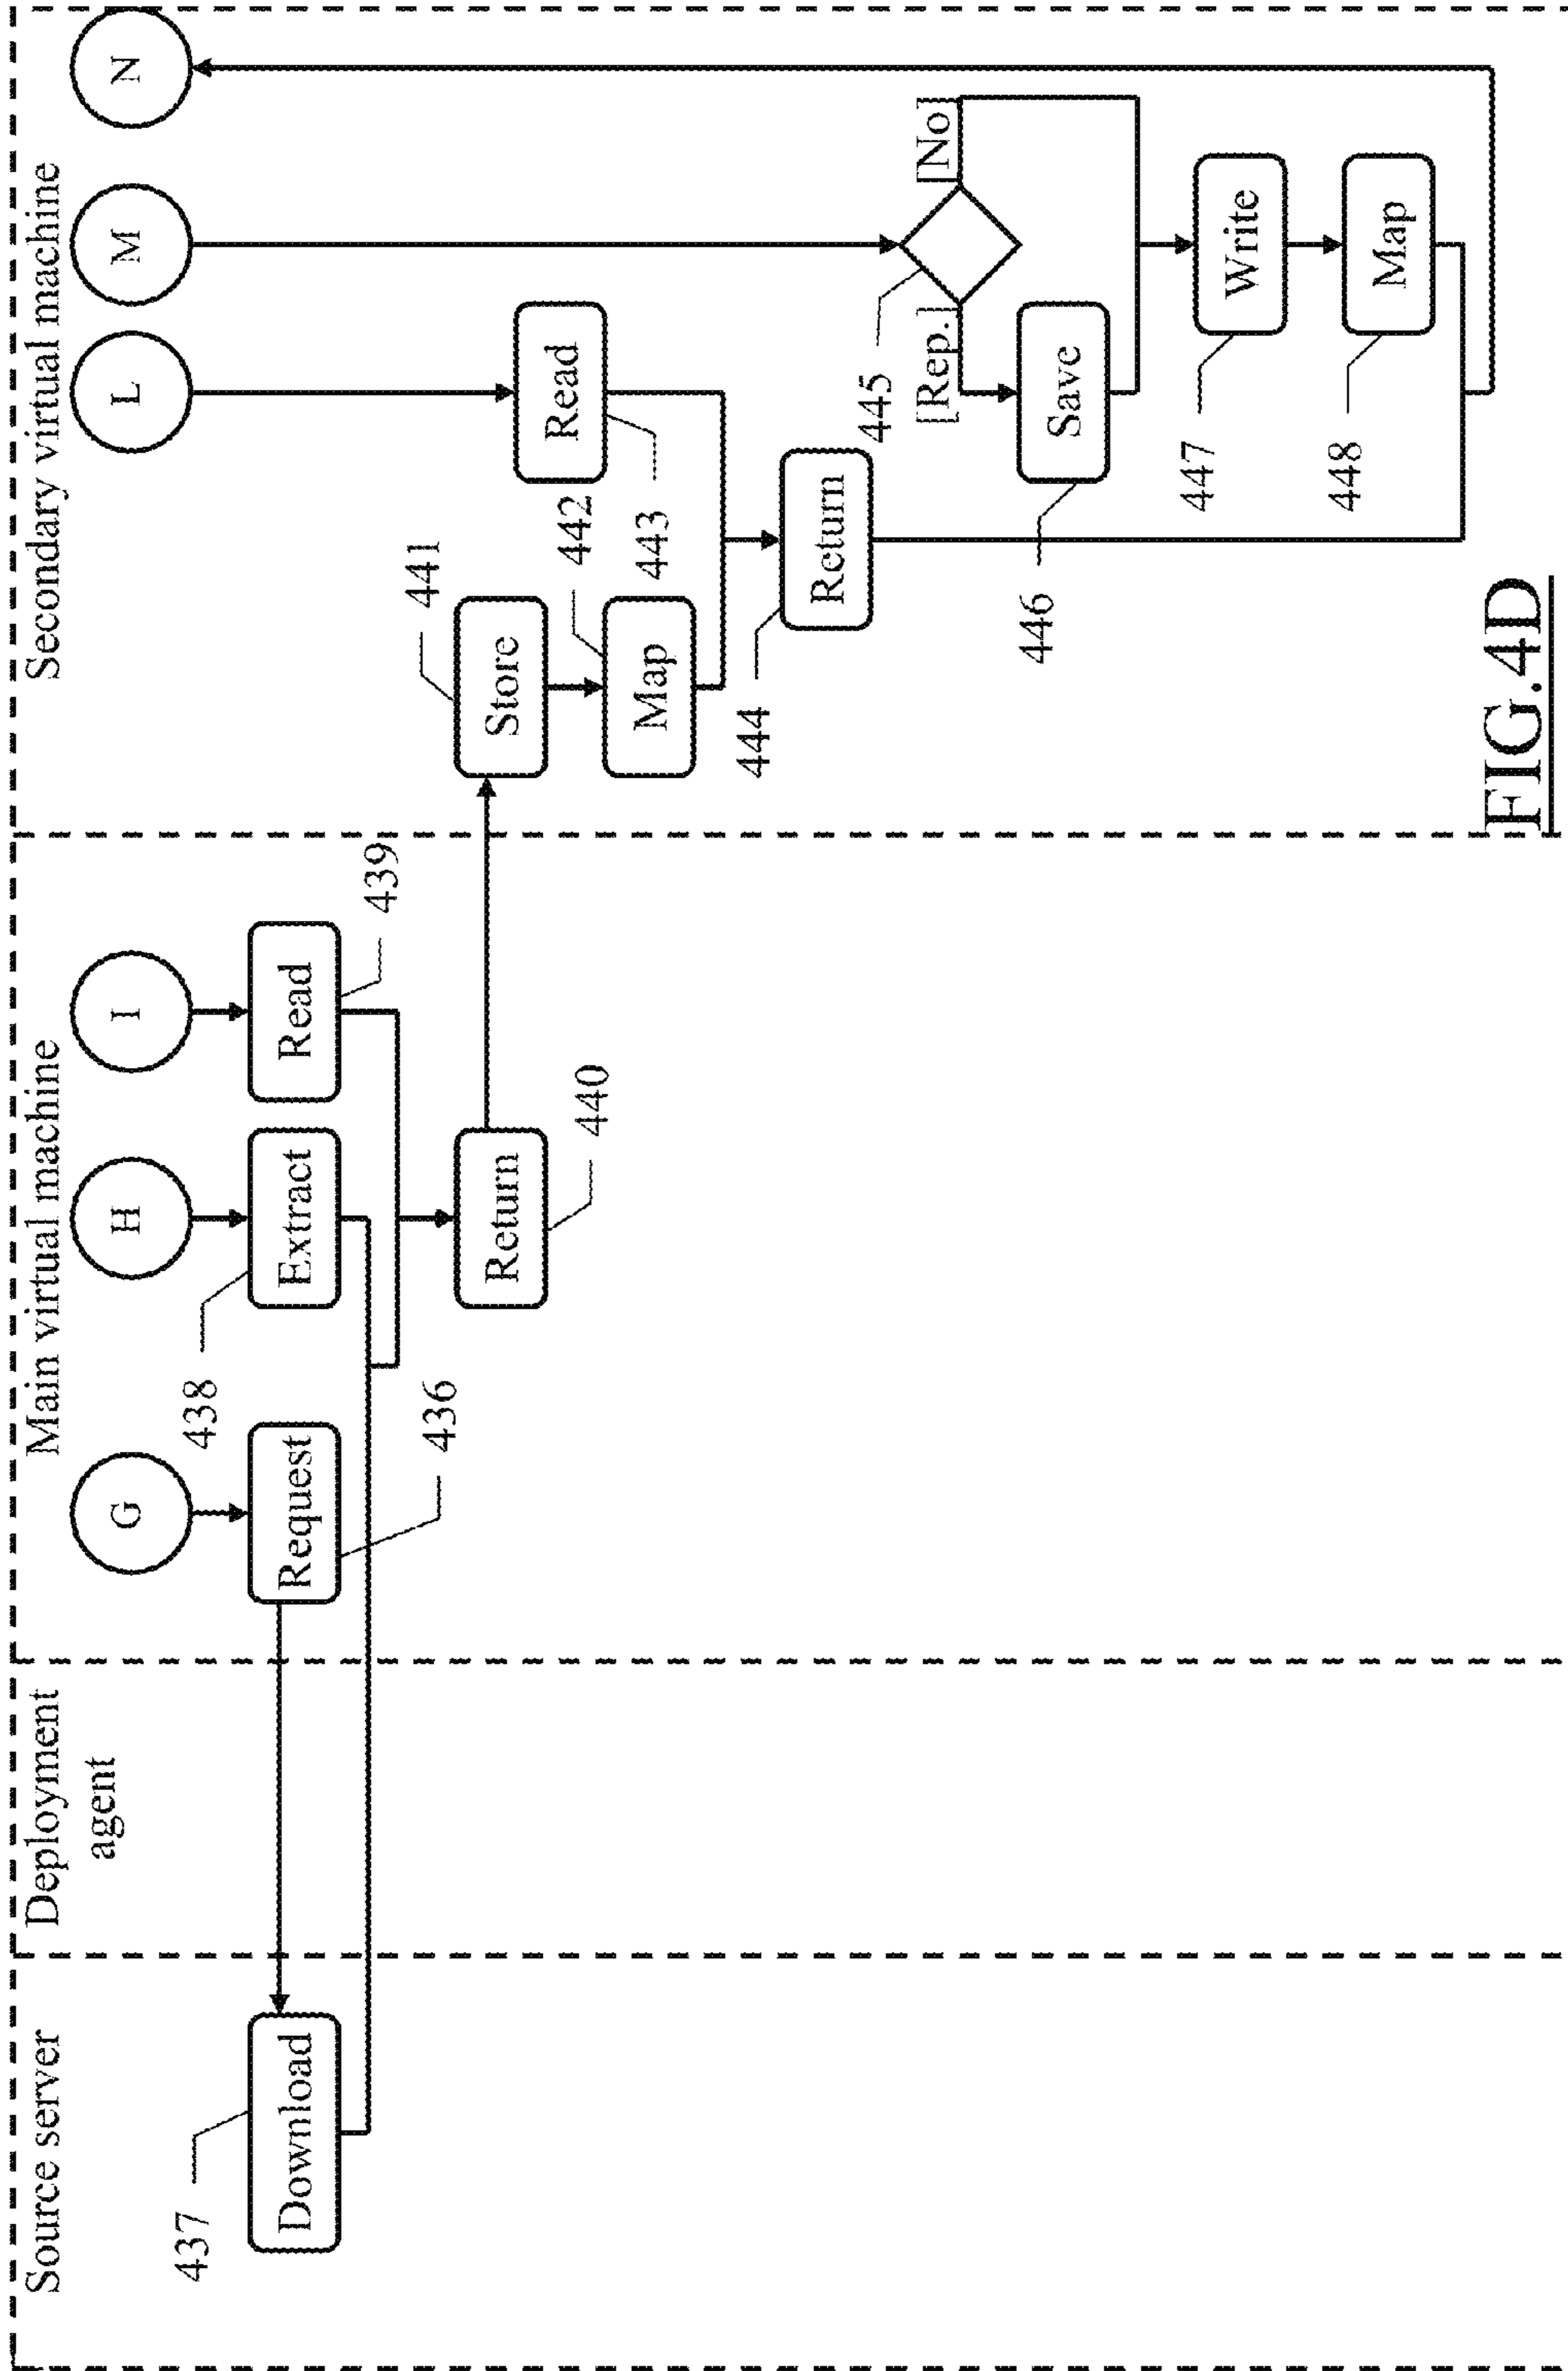 Source server
Deployment
agent
Main virtual machine
Secondary virtual machine
G
H
I
L
M
N
437
Download
Request
436
438
Extract
Read
439
Return
440
441
Store
442
Map
Read
443
444
Return
445
[Rep.]
[No]
Save
446
Write
447
Map
448
FIG.4D